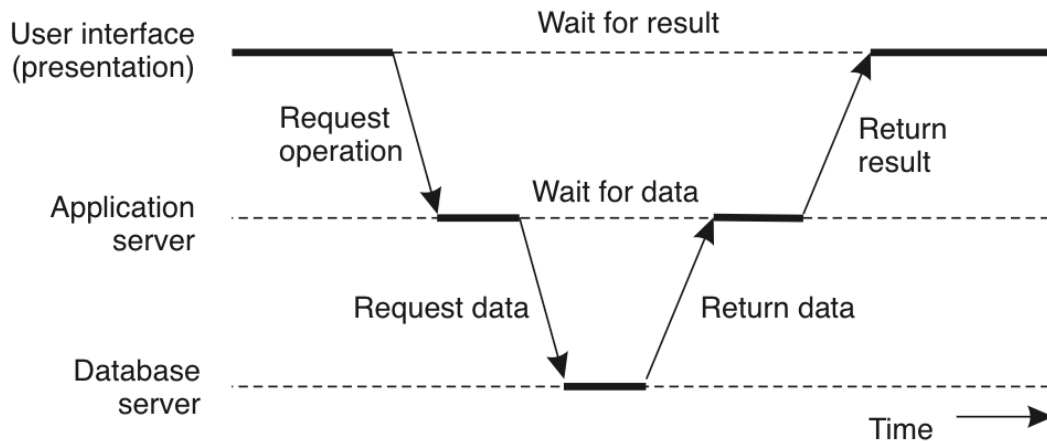 Wait for result
User interface
(presentation)
Request
operation
Return
result
Wait for data
Application
server
Request data
Return data
Database
server
Time